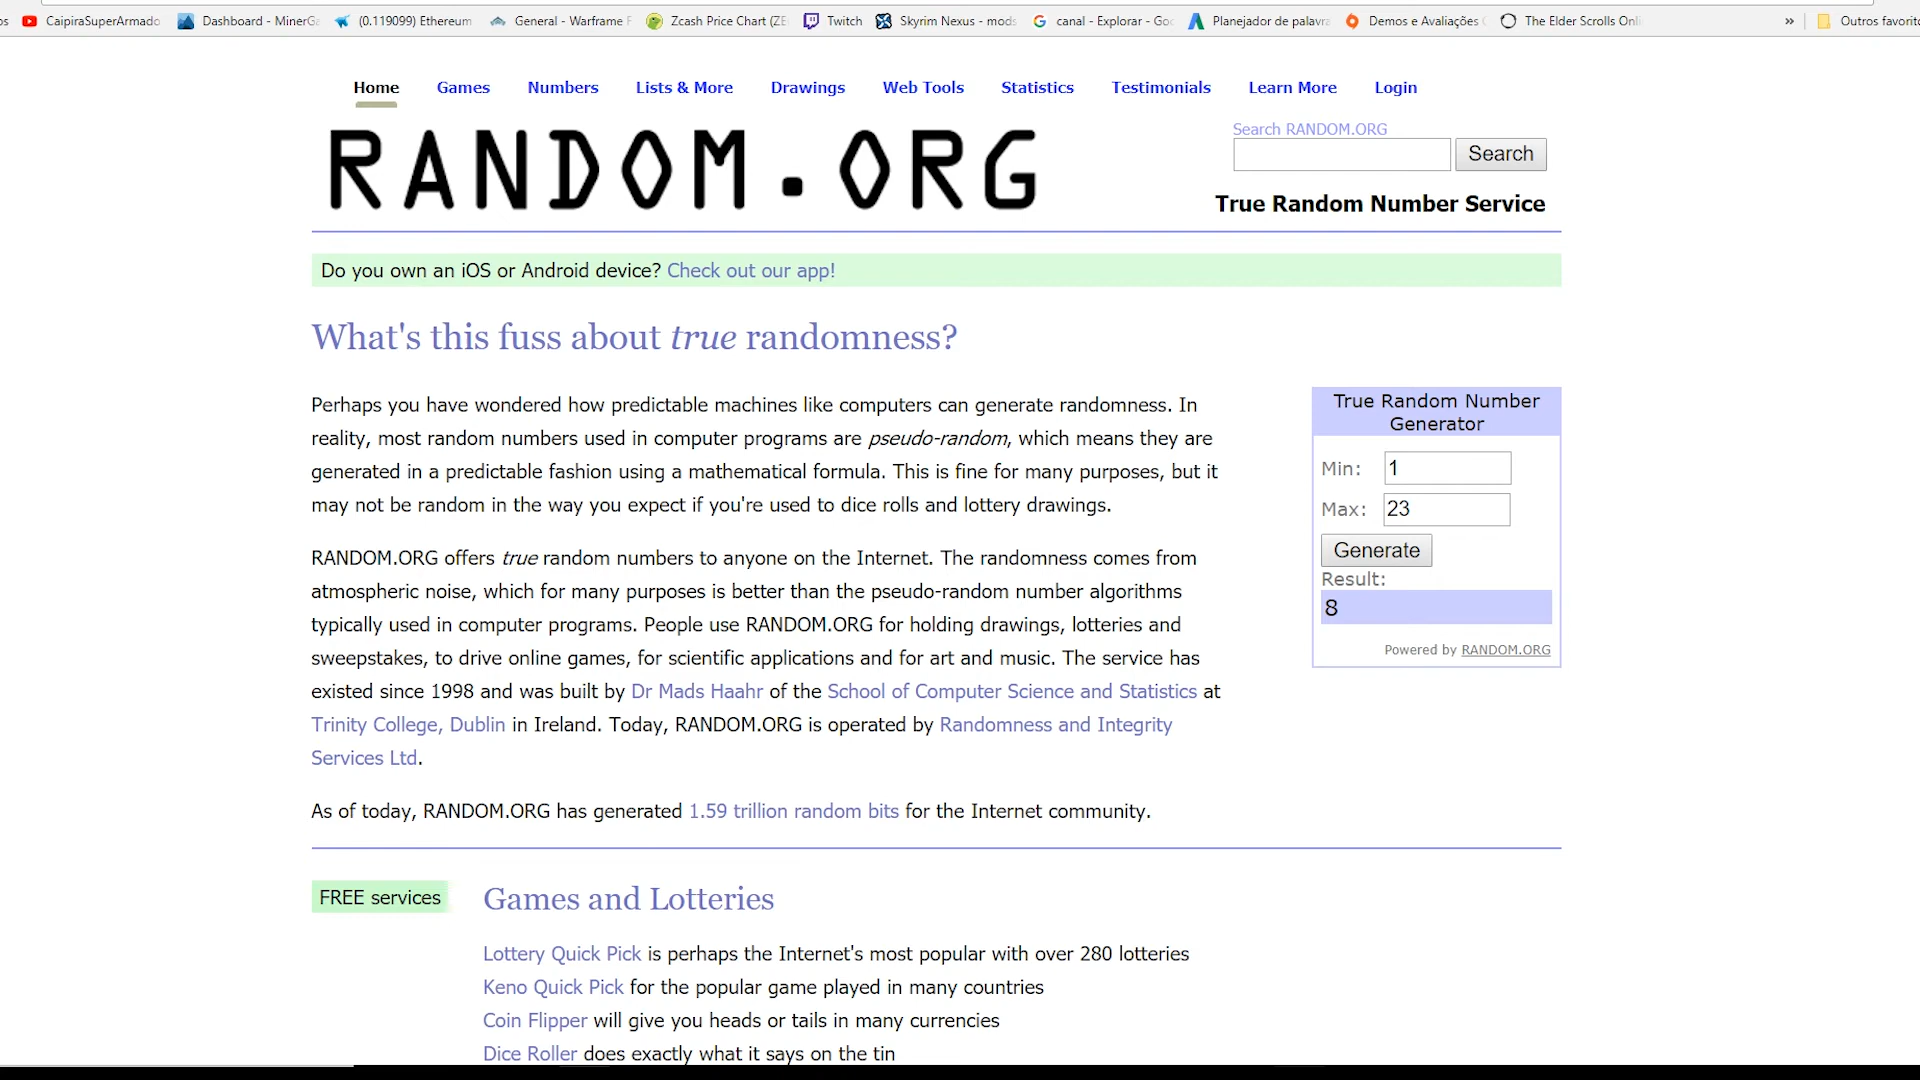 os CaipiraSuperArmado Dashboard - MinerGa (0.119099) Ethereum General - Warframe F Zcash Price Chart (ZE Twitch Skyrim Nexus - mods canal - Explorar - Goo Planejador de palavra Demos e Avaliações The Elder Scrolls Onli » Outros favorito
Home Games Numbers Lists & More Drawings Web Tools Statistics Testimonials Learn More Login
RANDOM.ORG
Search RANDOM.ORG
Search
True Random Number Service
Do you own an iOS or Android device? Check out our app!
What's this fuss about true randomness?
Perhaps you have wondered how predictable machines like computers can generate randomness. In
reality, most random numbers used in computer programs are pseudo-random, which means they are
generated in a predictable fashion using a mathematical formula. This is fine for many purposes, but it
may not be random in the way you expect if you're used to dice rolls and lottery drawings.
RANDOM.ORG offers true random numbers to anyone on the Internet. The randomness comes from
atmospheric noise, which for many purposes is better than the pseudo-random number algorithms
typically used in computer programs. People use RANDOM.ORG for holding drawings, lotteries and
sweepstakes, to drive online games, for scientific applications and for art and music. The service has
existed since 1998 and was built by Dr Mads Haahr of the School of Computer Science and Statistics at
Trinity College, Dublin in Ireland. Today, RANDOM.ORG is operated by Randomness and Integrity
Services Ltd.
As of today, RANDOM.ORG has generated 1.59 trillion random bits for the Internet community.
True Random Number
Generator
Min: 1
Max: 23
Generate
Result:
8
Powered by RANDOM.ORG
FREE services
Games and Lotteries
Lottery Quick Pick is perhaps the Internet's most popular with over 280 lotteries
Keno Quick Pick for the popular game played in many countries
Coin Flipper will give you heads or tails in many currencies
Dice Roller does exactly what it says on the tin